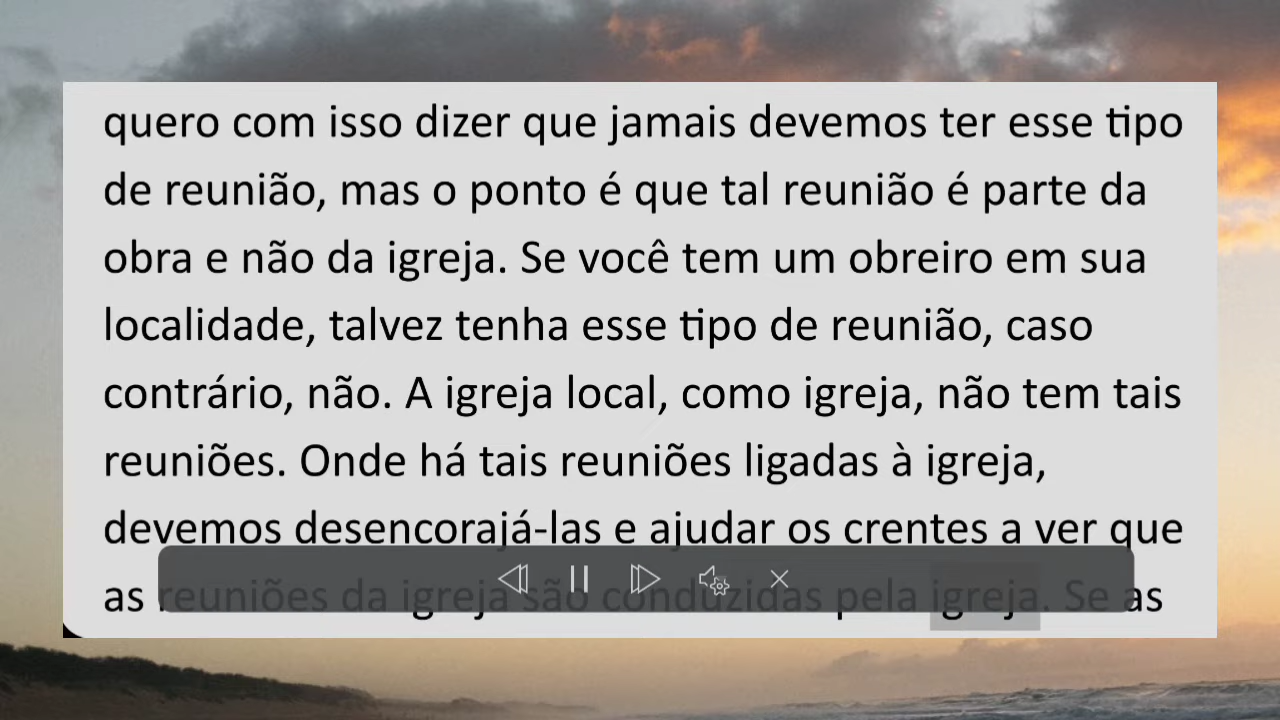 quero com isso dizer que jamais devemos ter esse tipo
de reunião, mas o ponto é que tal reunião é parte da
obra e não da igreja. Se você tem um obreiro em sua
localidade, talvez tenha esse tipo de reunião, caso
contrário, não. A igreja local, como igreja, não tem tais
reuniões. Onde há tais reuniões ligadas à igreja,
devemos desencorajá-las e ajudar os crentes a ver que
as reuniões da igreja são conduzidas pela igreja. Se as